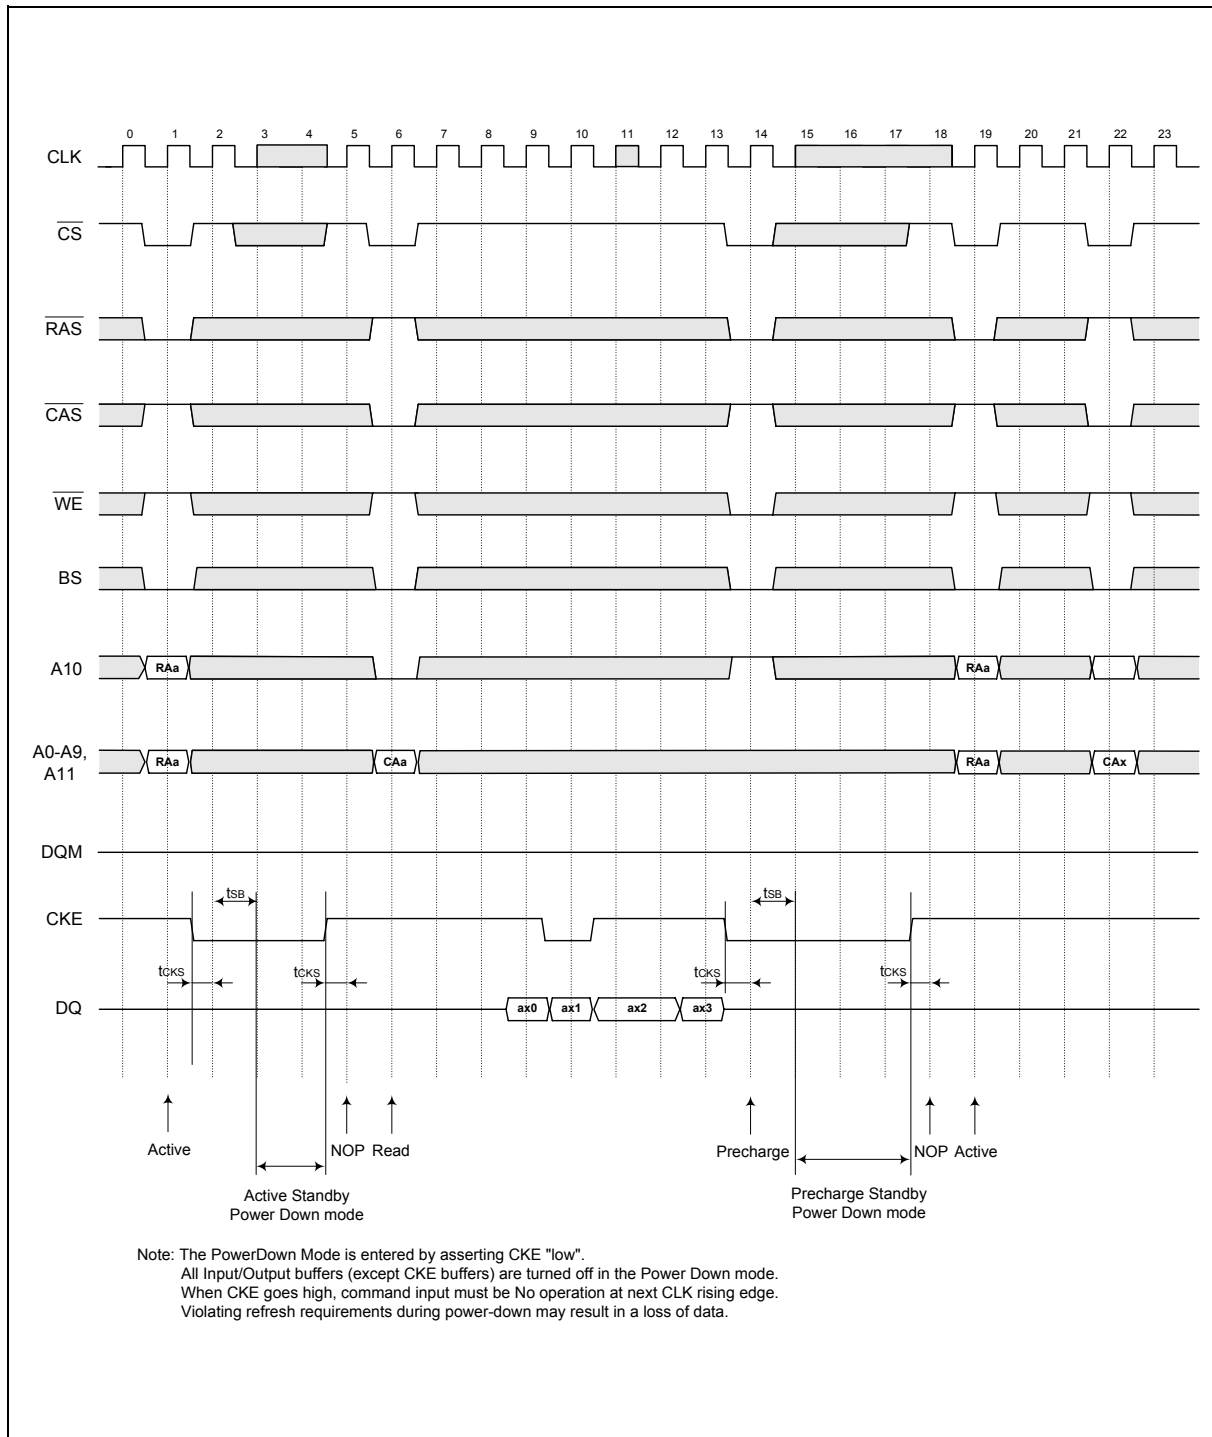 0 1 2 3 4 5 6 7 8 9 10 11 12 13 14 15 16 17 18 19 20 21 22 23
CLK
CS
RAS
CAS
WE
BS
A10 RAa RAa
A0-A9,
A11 RAa CAa RAa CAx
DQM
tSB tSB
CKE
tCKS tCKS tCKS tCKS
DQ ax0 ax1 ax2 ax3
Active NOP Read Precharge NOP Active
Active Standby
Power Down mode
Precharge Standby
Power Down mode
Note: The PowerDown Mode is entered by asserting CKE "low".
All Input/Output buffers (except CKE buffers) are turned off in the Power Down mode.
When CKE goes high, command input must be No operation at next CLK rising edge.
Violating refresh requirements during power-down may result in a loss of data.